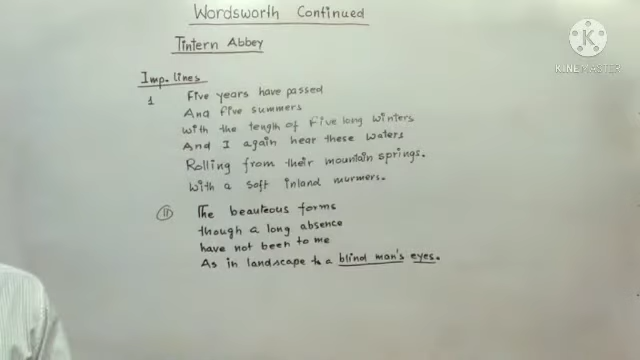 Wordsworth Continued
Tintern Abbey
Imp. lines
1 Five years have passed
And five summers
with the length of Five long winters
And I again hear these waters
Rolling from their mountain springs.
With a soft inland murmers.
(II) The beauteous forms
though a long absence
have not been to me
As in landscape to a blind man's eyes.
KINEMASTER